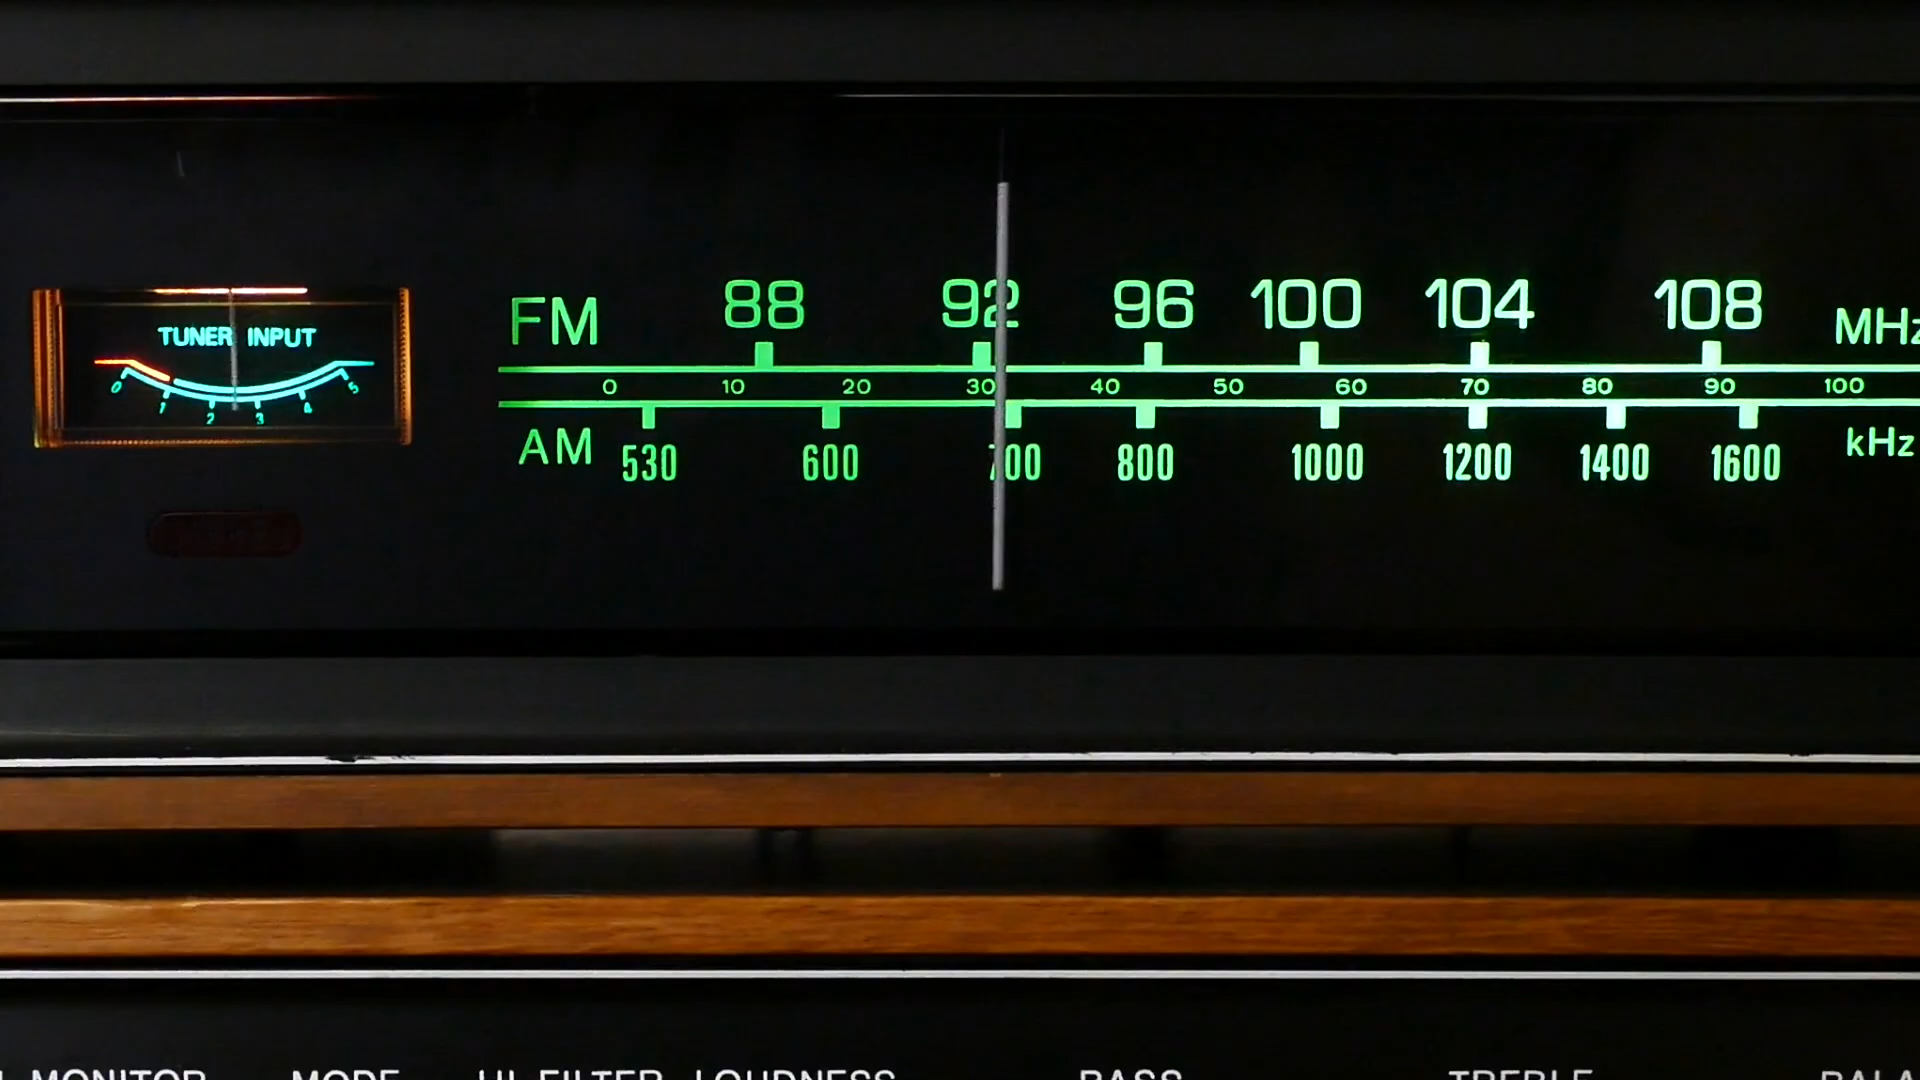 TUNER INPUT
0 1 2 3 4 5
FM 88 92 96 100 104 108 MHz
0 10 20 30 40 50 60 70 80 90 100
AM 530 600 700 800 1000 1200 1400 1600 kHz
MONITOR MODE HI-FILTER LOUDNESS BASS TREBLE